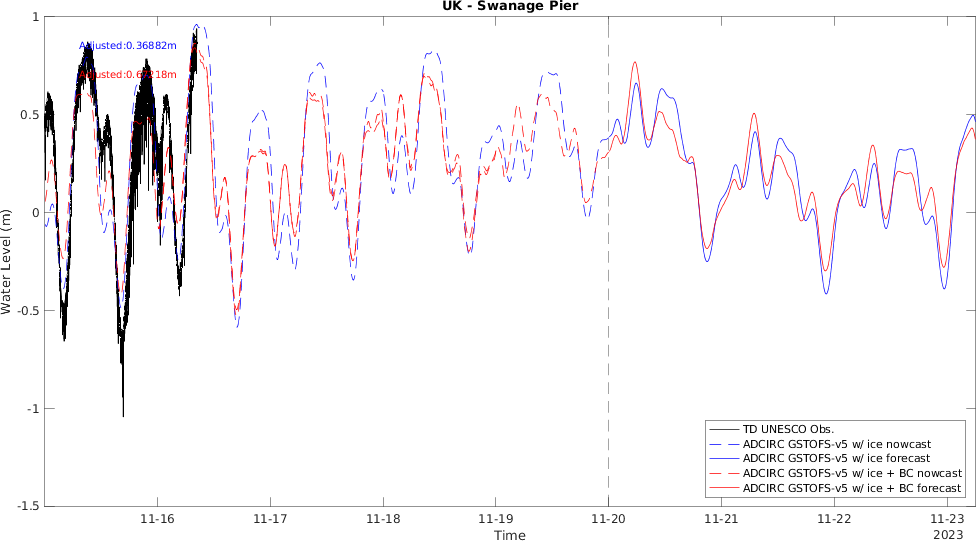 UK - Swanage Pier
1
0.5
0
-0.5
-1
-1.5
Water Level (m)
Adjusted:0.36882m
Adjusted:0.67218m
TD UNESCO Obs.
ADCIRC GSTOFS-v5 w/ ice nowcast
ADCIRC GSTOFS-v5 w/ ice forecast
ADCIRC GSTOFS-v5 w/ ice + BC nowcast
ADCIRC GSTOFS-v5 w/ ice + BC forecast
11-16 11-17 11-18 11-19 11-20 11-21 11-22 11-23
Time
2023